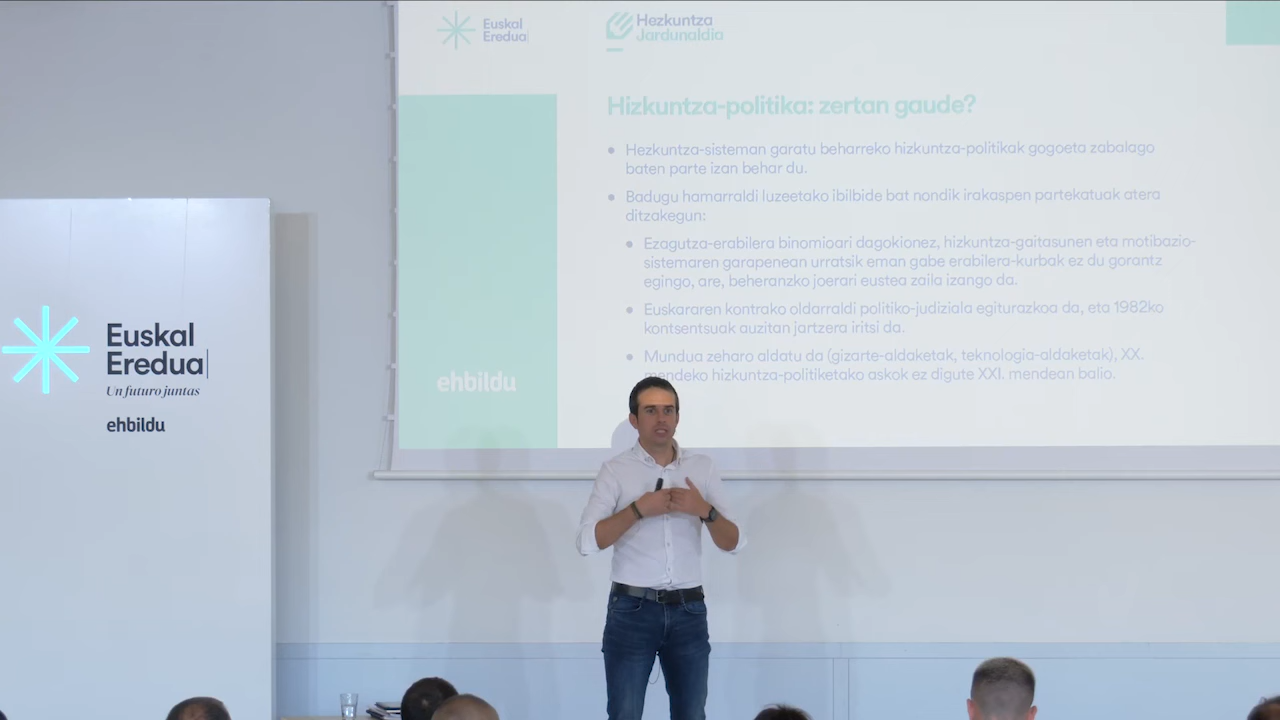 Euskal
Eredua
Hezkuntza
Jardunaldia
Hizkuntza-politika: zertan gaude?
• Hezkuntza-sisteman garatu beharreko hizkuntza-politikak gogoeta zabalago
baten parte izan behar du.
• Badugu hamarraldi luzeetako ibilbide bat nondik irakaspen partekatuak atera
ditzakegun:
• Ezagutza-erabilera binomioari dagokionez, hizkuntza-gaitasunen eta motibazio-
sistemaren garapenean urratsik eman gabe erabilera-kurbak ez du gorantz
egingo, are, beheranzko joerari eustea zaila izango da.
• Euskararen kontrako oldarraldi politiko-judiziala egiturazkoa da, eta 1982ko
kontsentsuak auzitan jartzera iritsi da.
• Mundua zeharo aldatu da (gizarte-aldaketak, teknologia-aldaketak), XX.
mendeko hizkuntza-politiketako askok ez digute XXI. mendean balio.
ehbildu
Euskal
Eredua
Un futuro juntas
ehbildu